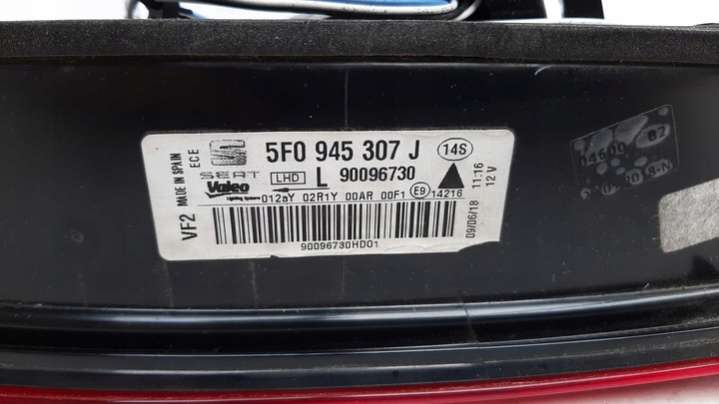 VF2
MADE IN SPAIN
ECE
5F0 945 307 J
14S
SEAT
LHD
L 90096730
Valeo
012aY 02R1Y 00AR 00F1
E9
14216
90096730HD01
09/06/18 11:16
12 V